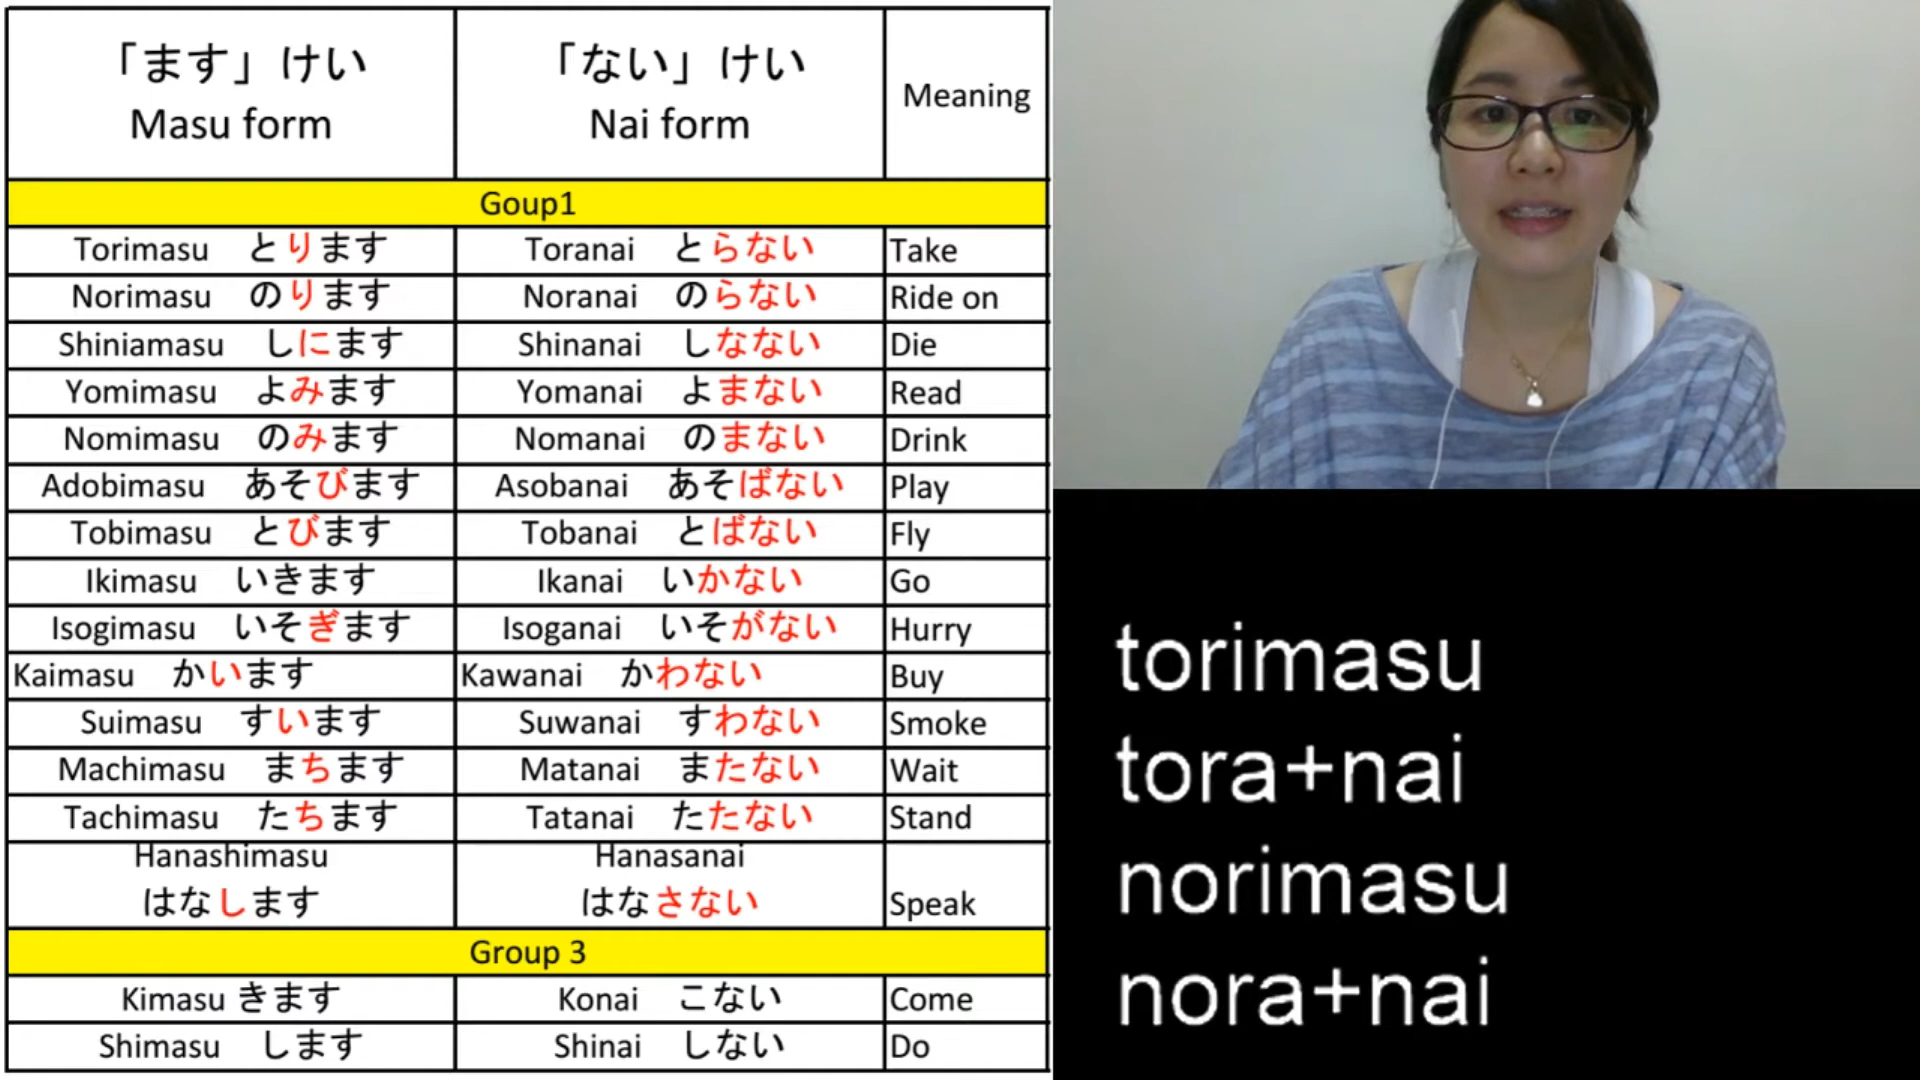 「ます」けい
Masu form
「ない」けい
Nai form
Meaning
Goup1
Torimasu とります Toranai とらない Take
Norimasu のります Noranai のらない Ride on
Shiniamasu しにます Shinanai しなない Die
Yomimasu よみます Yomanai よまない Read
Nomimasu のみます Nomanai のまない Drink
Adobimasu あそびます Asobanai あそばない Play
Tobimasu とびます Tobanai とばない Fly
Ikimasu いきます Ikanai いかない Go
Isogimasu いそぎます Isoganai いそがない Hurry
Kaimasu かいます Kawanai かわない Buy
Suimasu すいます Suwanai すわない Smoke
Machimasu まちます Matanai またない Wait
Tachimasu たちます Tatanai たたない Stand
Hanashimasu
はなします
Hanasanai
はなさない
Speak
Group 3
Kimasu きます Konai こない Come
Shimasu します Shinai しない Do
torimasu
tora+nai
norimasu
nora+nai